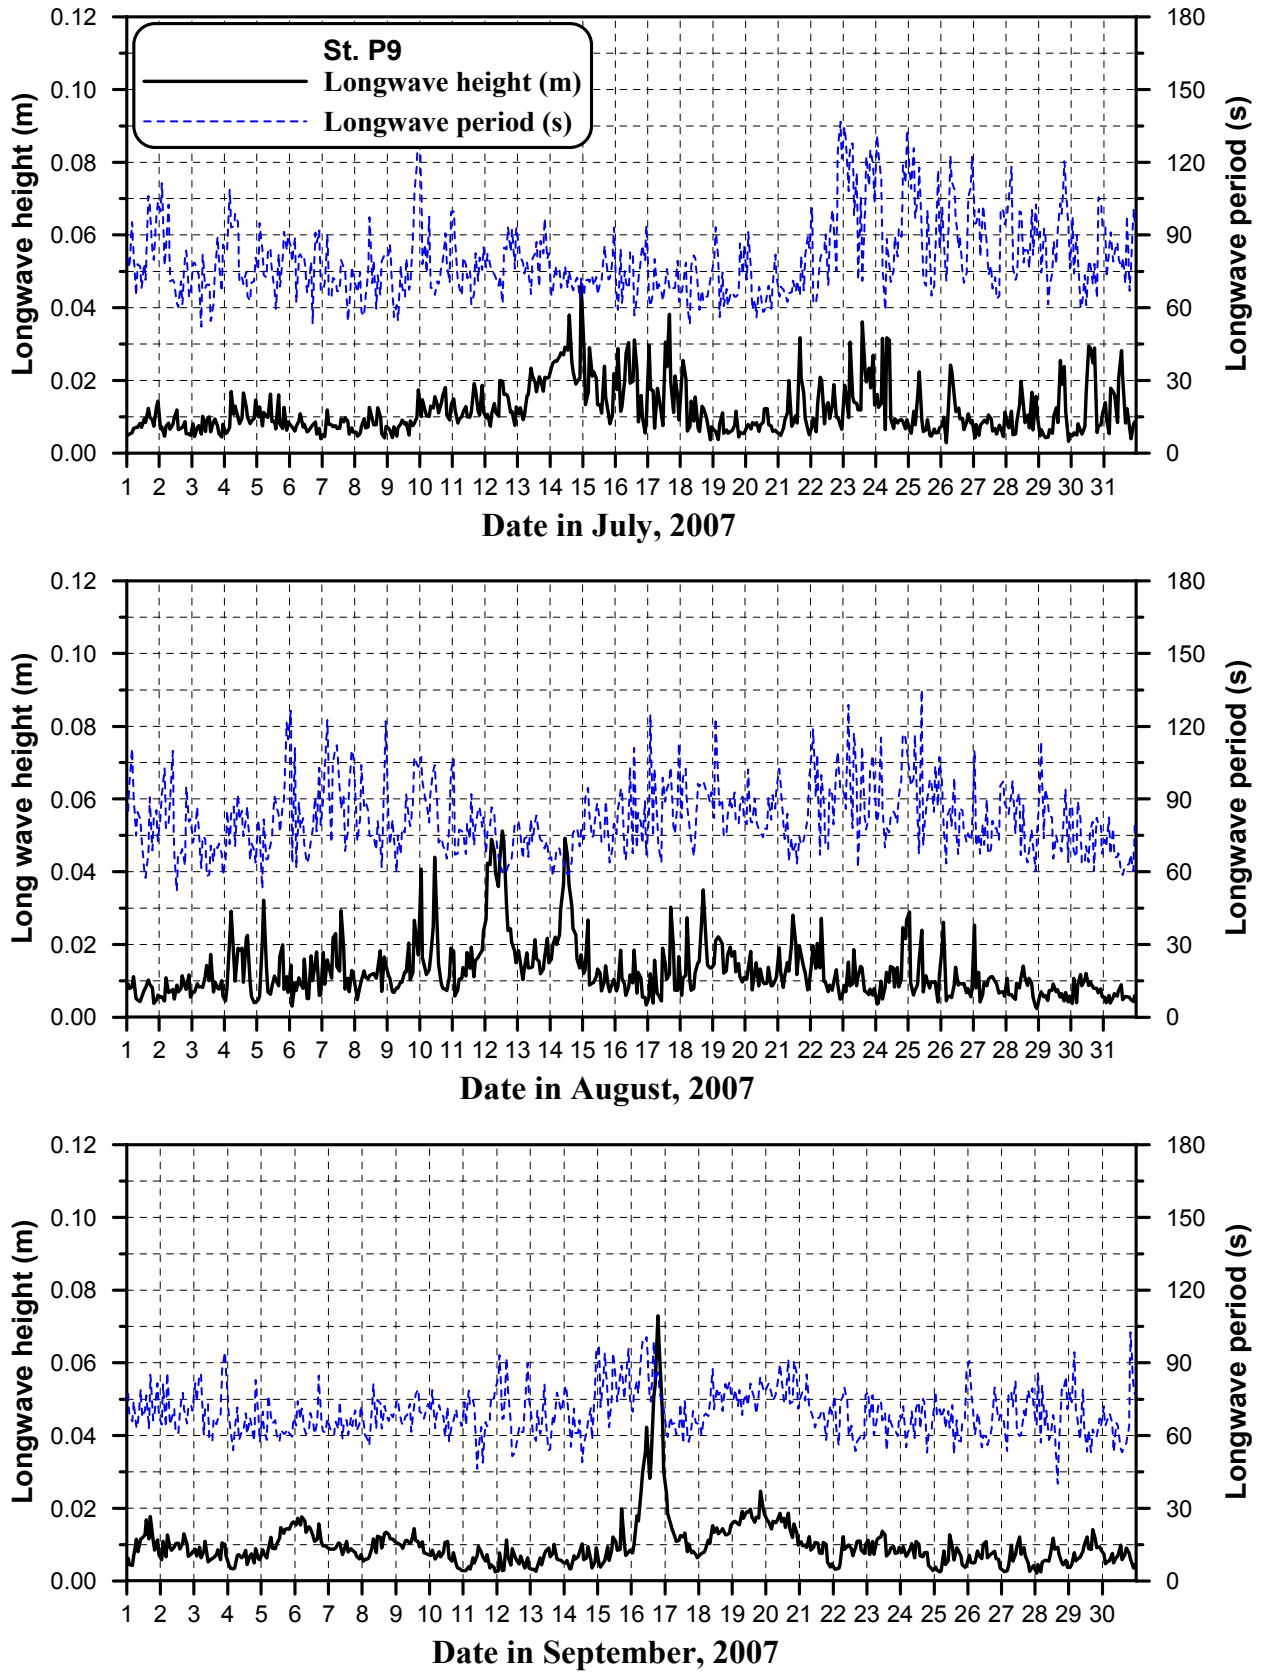 St. P9
Longwave height (m)
Longwave period (s)
Longwave height (m)
0.12
0.10
0.08
0.06
0.04
0.02
0.00
180
150
120
90
60
30
0
Longwave period (s)
1 2 3 4 5 6 7 8 9 10 11 12 13 14 15 16 17 18 19 20 21 22 23 24 25 26 27 28 29 30 31
Date in July, 2007
Long wave height (m)
0.12
0.10
0.08
0.06
0.04
0.02
0.00
180
150
120
90
60
30
0
Longwave period (s)
1 2 3 4 5 6 7 8 9 10 11 12 13 14 15 16 17 18 19 20 21 22 23 24 25 26 27 28 29 30 31
Date in August, 2007
Longwave height (m)
0.12
0.10
0.08
0.06
0.04
0.02
0.00
180
150
120
90
60
30
0
Longwave period (s)
1 2 3 4 5 6 7 8 9 10 11 12 13 14 15 16 17 18 19 20 21 22 23 24 25 26 27 28 29 30
Date in September, 2007